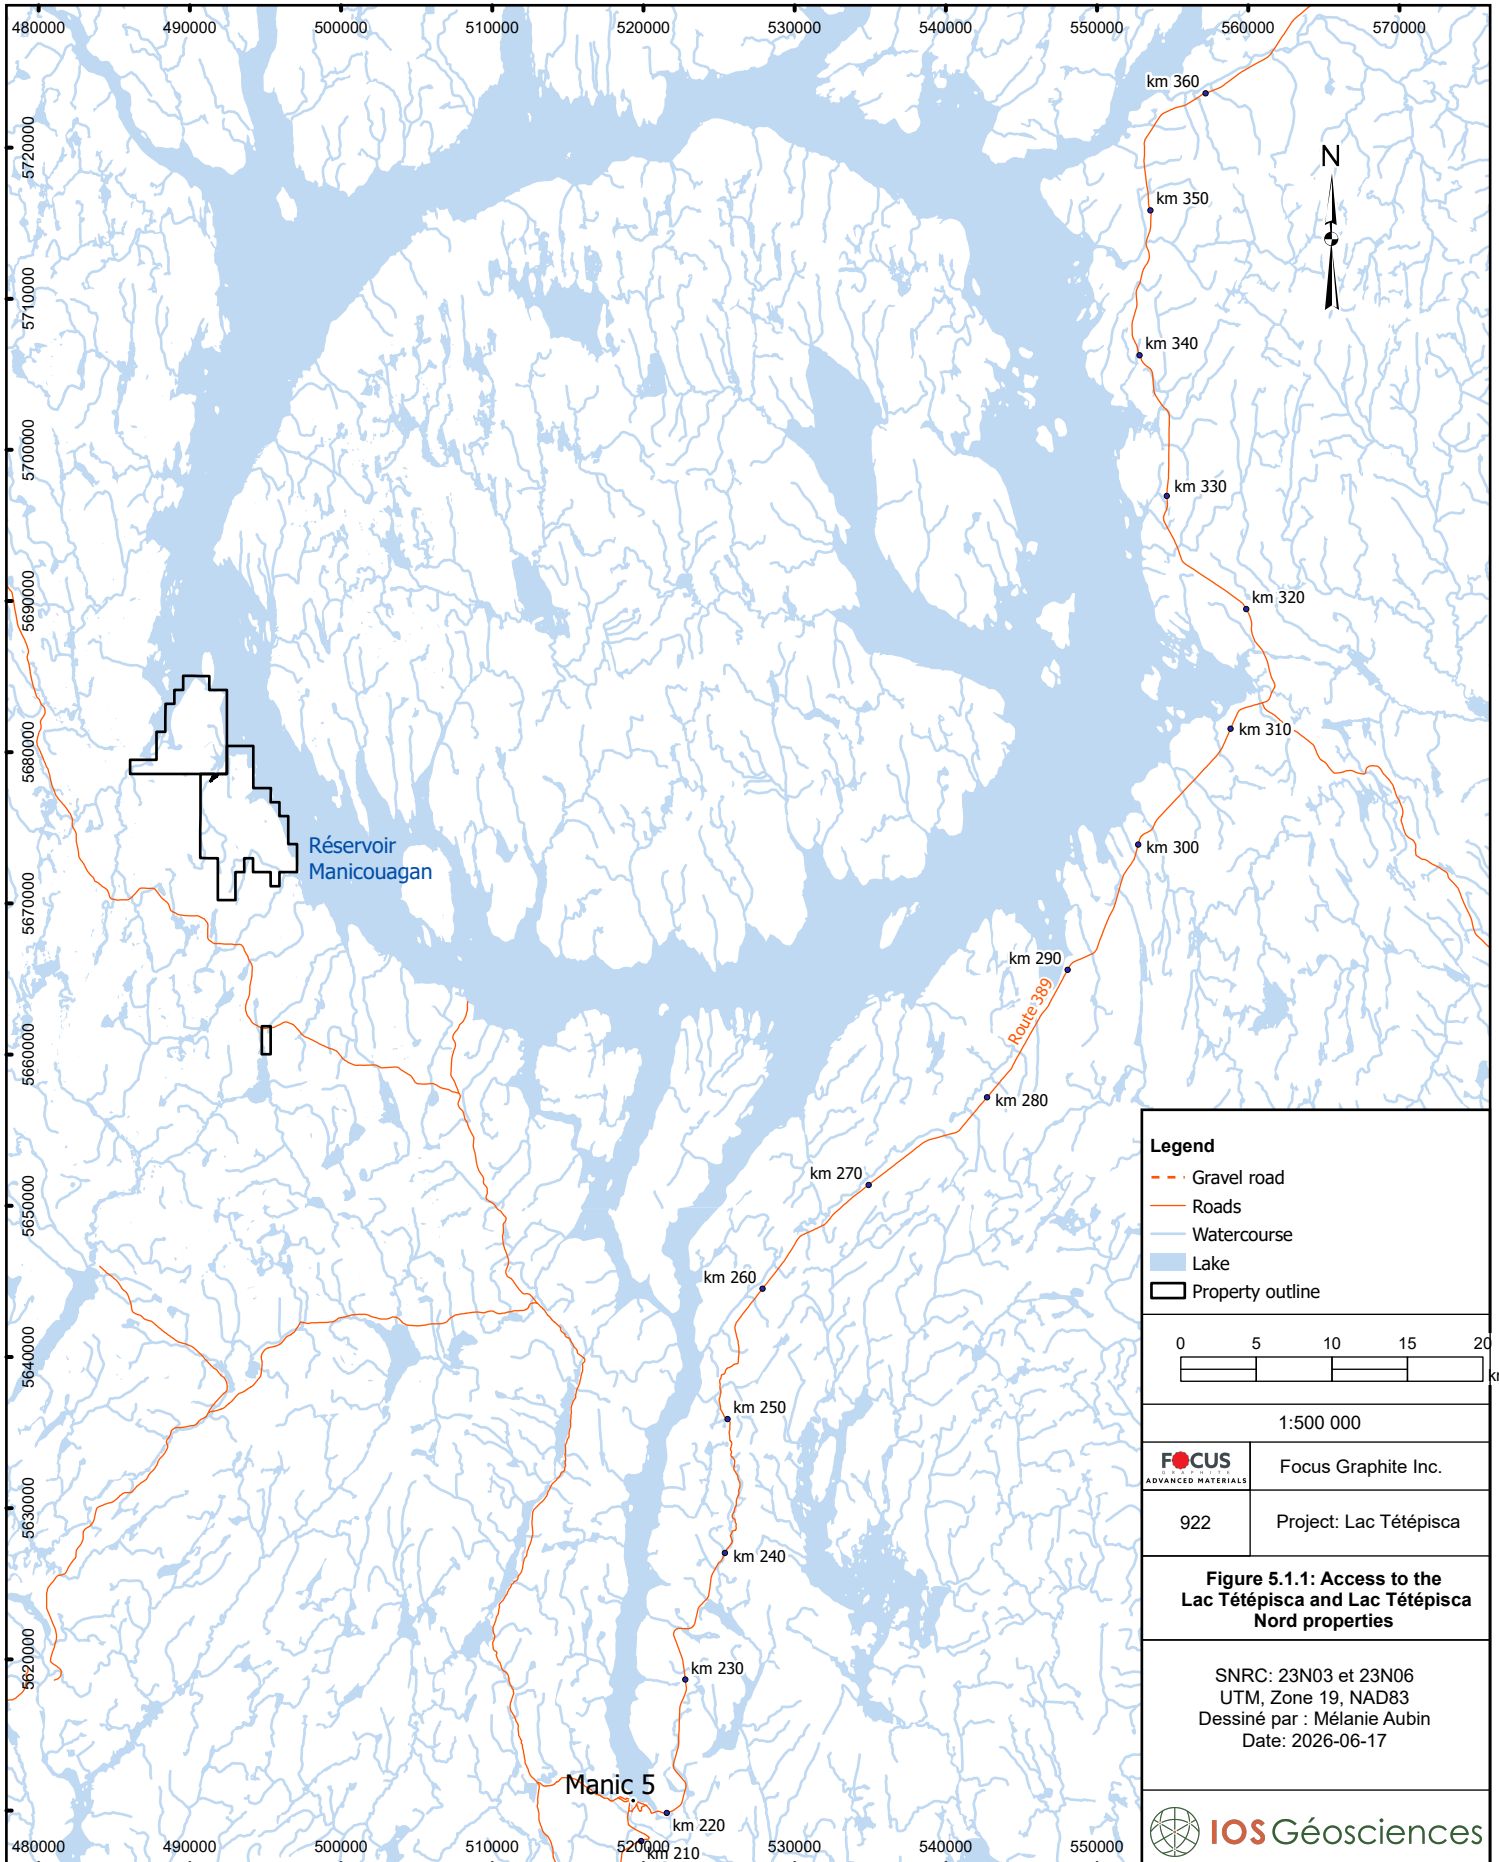 480000 490000 500000 510000 520000 530000 540000 550000 560000 570000
km 360
5720000
N
km 350
5710000
km 340
5700000
km 330
5690000
km 320
5680000
km 310
Réservoir
Manicouagan
km 300
5670000
km 290
Route 389
5660000
km 280
km 270
5650000
km 260
5640000
km 250
5630000
km 240
5620000
km 230
Manic 5
km 220
km 210
480000 490000 500000 510000 520000 530000 540000 550000
Legend
Gravel road
Roads
Watercourse
Lake
Property outline
0 5 10 15 20
km
1:500 000
FOCUS
GRAPHITE
ADVANCED MATERIALS
Focus Graphite Inc.
922
Project: Lac Tétépisca
Figure 5.1.1: Access to the
Lac Tétépisca and Lac Tétépisca
Nord properties
SNRC: 23N03 et 23N06
UTM, Zone 19, NAD83
Dessiné par : Mélanie Aubin
Date: 2026-06-17
IOS Géosciences